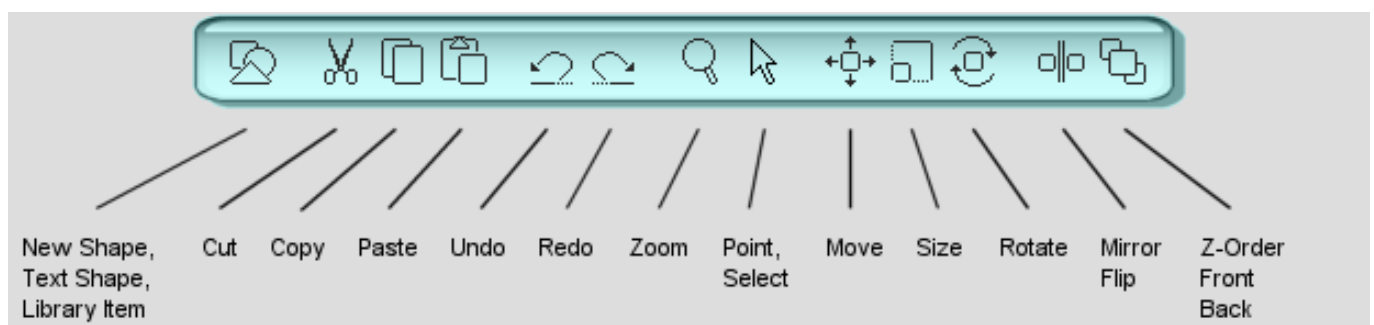 New Shape, Cut Copy Paste Undo Redo Zoom Point, Move Size Rotate Mirror Z-Order
Text Shape, Select Flip Front
Library Item Back